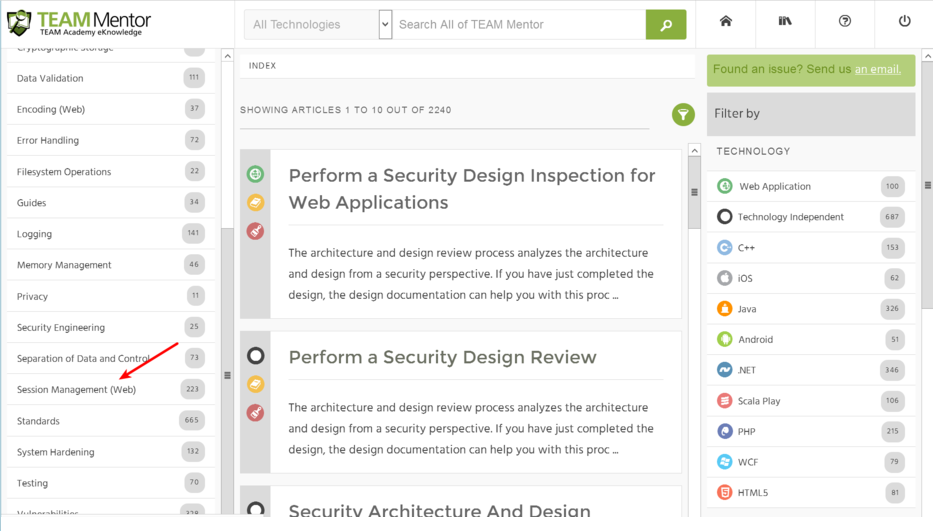 TEAM Mentor
TEAM Academy eKnowledge
All Technologies
Search All of TEAM Mentor
Cryptographic Storage
Data Validation 111
Encoding (Web) 37
Error Handling 72
Filesystem Operations 22
Guides 34
Logging 141
Memory Management 46
Privacy 11
Security Engineering 25
Separation of Data and Control 73
Session Management (Web) 223
Standards 665
System Hardening 132
Testing 70
Vulnerabilities 328
INDEX
SHOWING ARTICLES 1 TO 10 OUT OF 2240
Perform a Security Design Inspection for
Web Applications
The architecture and design review process analyzes the architecture
and design from a security perspective. If you have just completed the
design, the design documentation can help you with this proc ...
Perform a Security Design Review
The architecture and design review process analyzes the architecture
and design from a security perspective. If you have just completed the
design, the design documentation can help you with this proc ...
Security Architecture And Design
Found an issue? Send us an email.
Filter by
TECHNOLOGY
Web Application 100
Technology Independent 687
C++ 153
iOS 62
Java 326
Android 51
.NET 346
Scala Play 106
PHP 215
WCF 79
HTML5 81